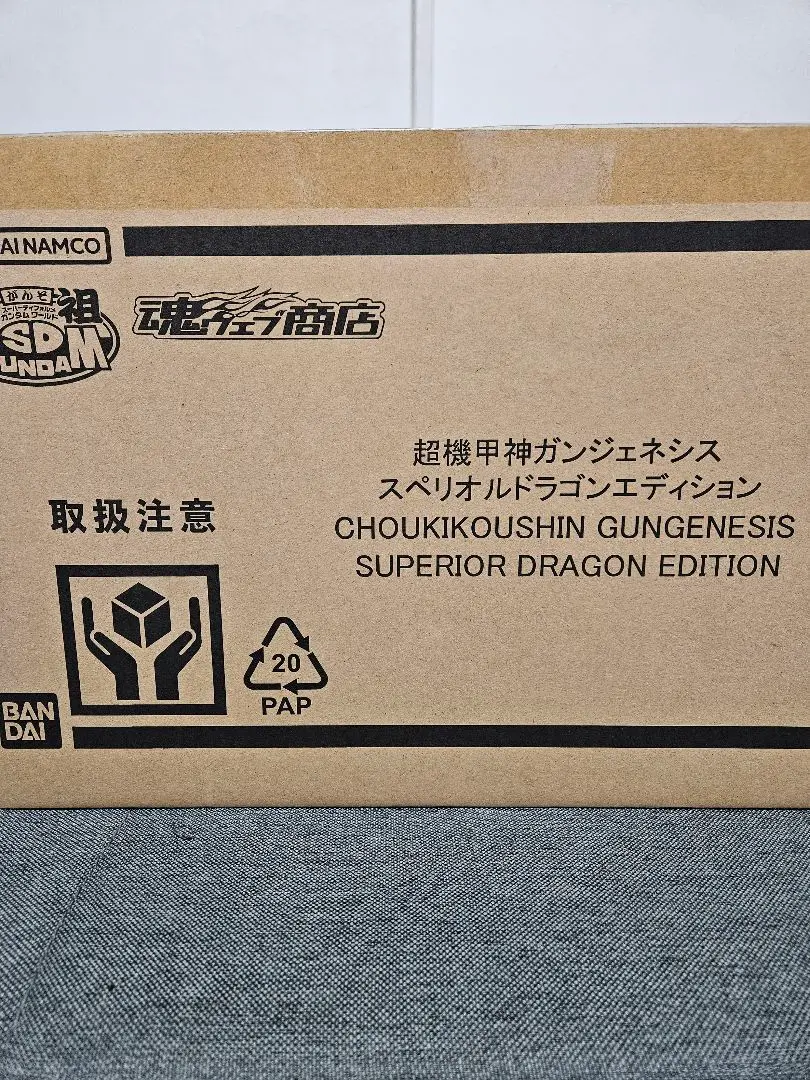 AI NAMCO
がんそ
祖
スーパーディフォルメ
ガンダムワールド
SD
UNDAM
魂ウェブ商店
超機甲神ガンジェネシス
スペリオルドラゴンエディション
CHOUKIKOUSHIN GUNGENESIS
SUPERIOR DRAGON EDITION
取扱注意
20
PAP
BAN
DAI